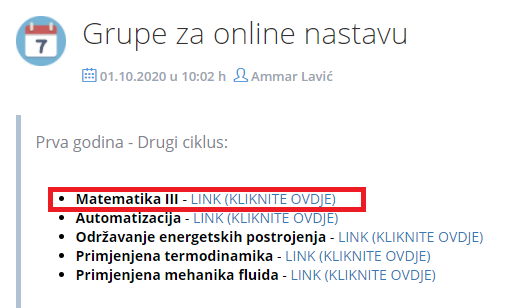 7
Grupe za online nastavu
01.10.2020 u 10:02 h Ammar Lavić
Prva godina - Drugi ciklus:
• Matematika III - LINK (KLIKNITE OVDJE)
• Automatizacija - LINK (KLIKNITE OVDJE)
• Održavanje energetskih postrojenja - LINK (KLIKNITE OVDJE)
• Primjenjena termodinamika - LINK (KLIKNITE OVDJE)
• Primjenjena mehanika fluida - LINK (KLIKNITE OVDJE)